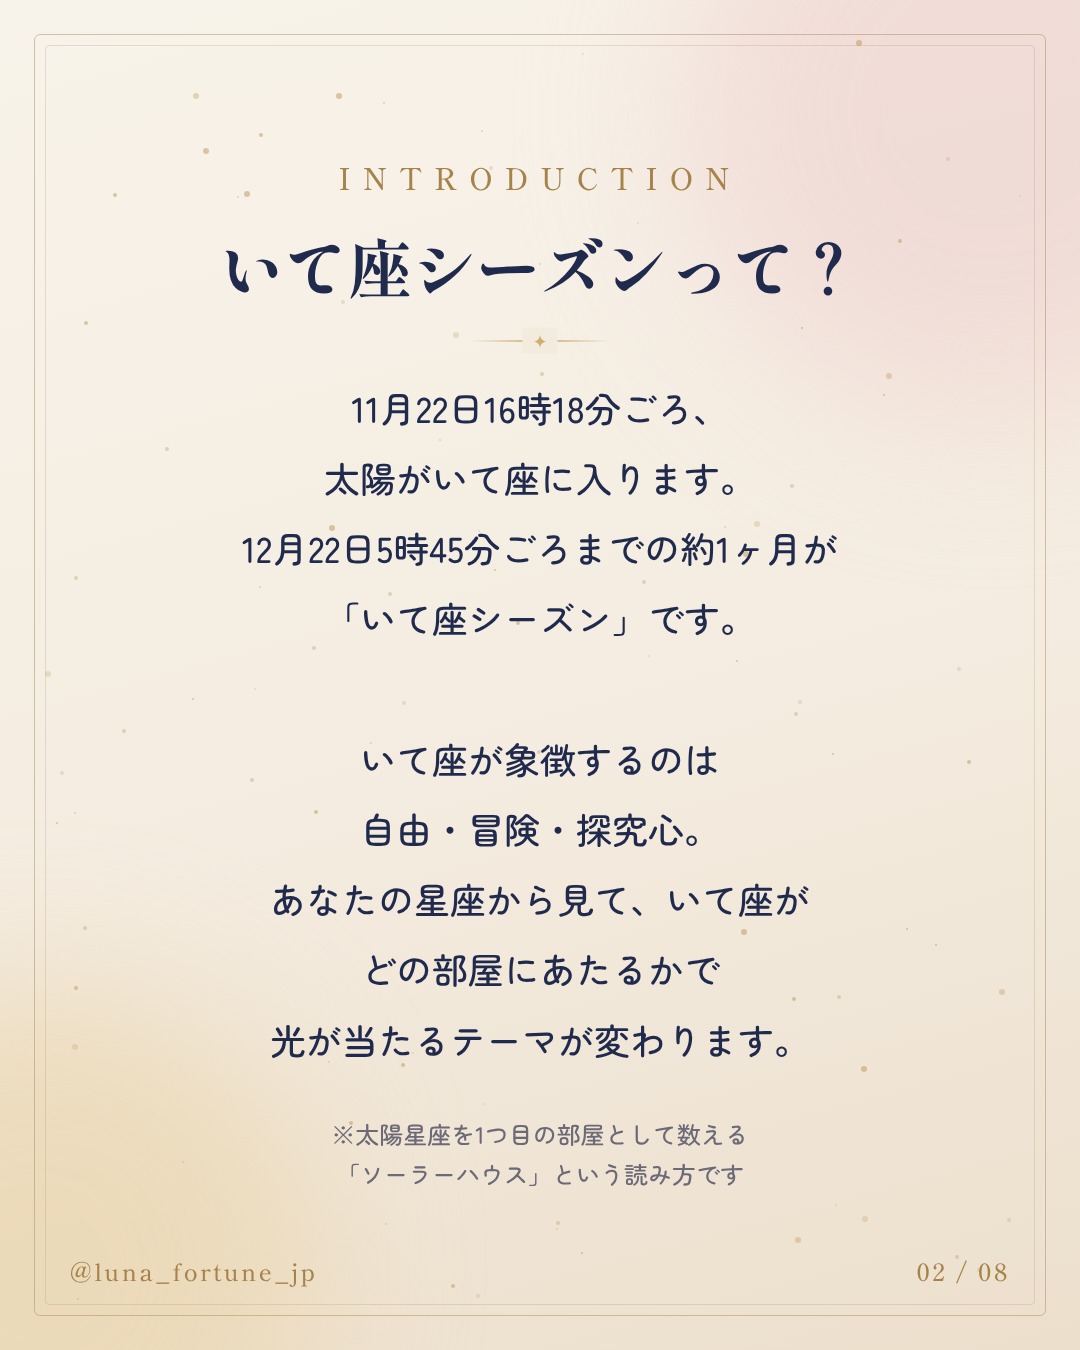 INTRODUCTION
いて座シーズンって？
11月22日16時18分ごろ、
太陽がいて座に入ります。
12月22日5時45分ごろまでの約1ヶ月が
「いて座シーズン」です。
いて座が象徴するのは
自由・冒険・探究心。
あなたの星座から見て、いて座が
どの部屋にあたるかで
光が当たるテーマが変わります。
※太陽星座を1つ目の部屋として数える
「ソーラーハウス」という読み方です
@luna_fortune_jp
02 / 08